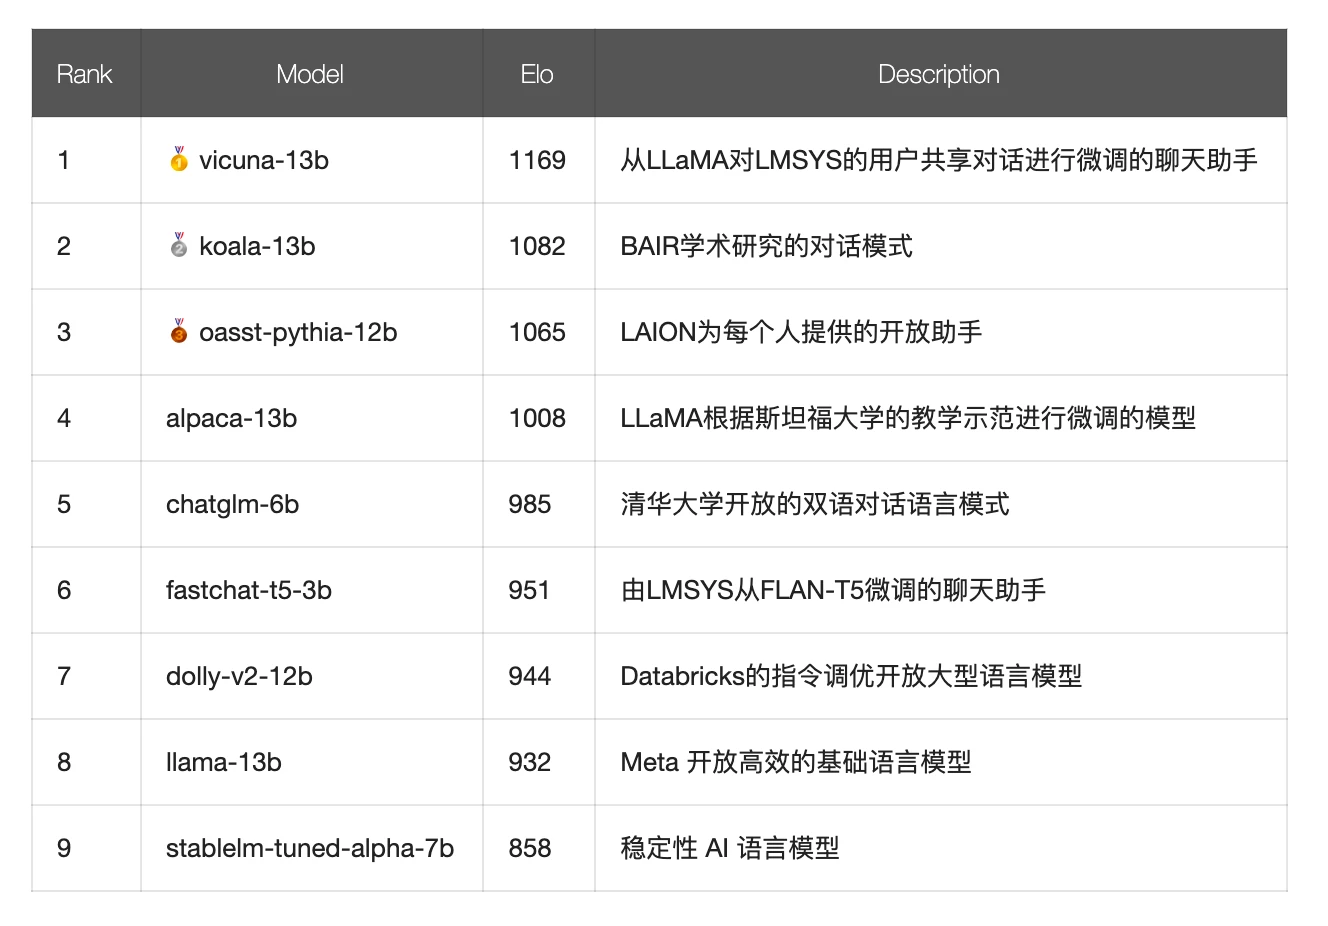 Rank Model Elo Description
1 🥇 vicuna-13b 1169 从LLaMA对LMSYS的用户共享对话进行微调的聊天助手
2 🥈 koala-13b 1082 BAIR学术研究的对话模式
3 🥉 oasst-pythia-12b 1065 LAION为每个人提供的开放助手
4 alpaca-13b 1008 LLaMA根据斯坦福大学的教学示范进行微调的模型
5 chatglm-6b 985 清华大学开放的双语对话语言模式
6 fastchat-t5-3b 951 由LMSYS从FLAN-T5微调的聊天助手
7 dolly-v2-12b 944 Databricks的指令调优开放大型语言模型
8 llama-13b 932 Meta 开放高效的基础语言模型
9 stablelm-tuned-alpha-7b 858 稳定性 AI 语言模型